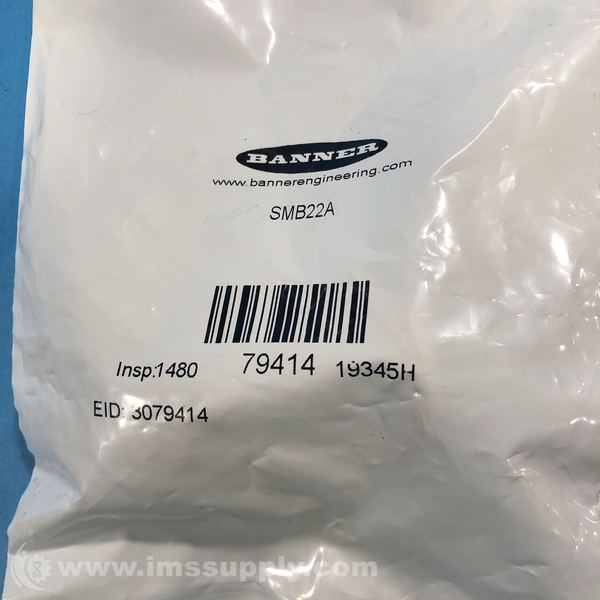 BANNER
www.bannerengineering.com
SMB22A
Insp:1480 79414 19345H
EID: 3079414
www.imssupply.com